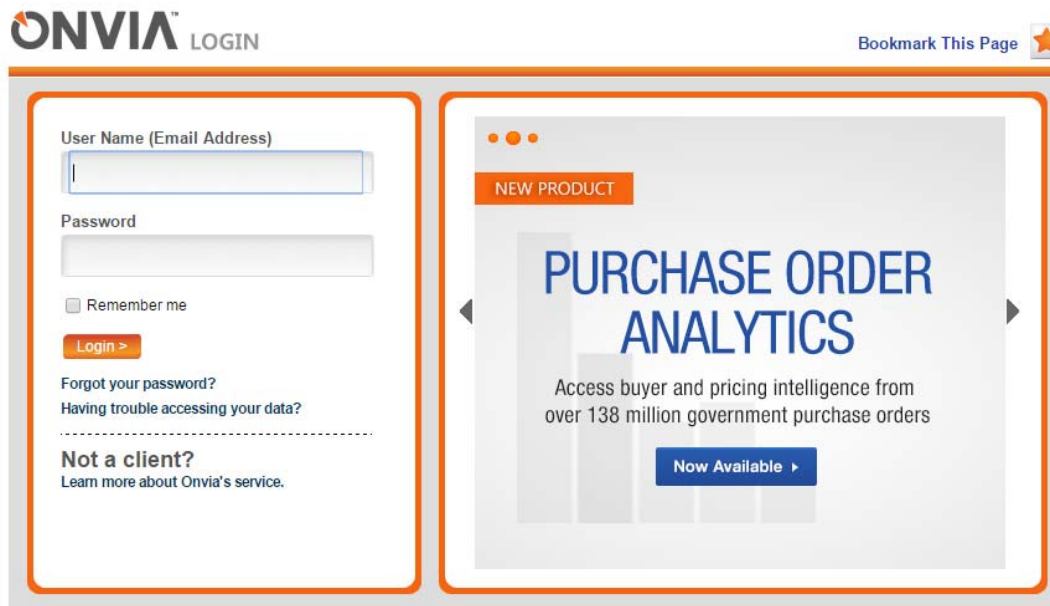 ONVIA™ LOGIN
Bookmark This Page
User Name (Email Address)
Password
Remember me
Login >
Forgot your password?
Having trouble accessing your data?
Not a client?
Learn more about Onvia's service.
NEW PRODUCT
PURCHASE ORDER
ANALYTICS
Access buyer and pricing intelligence from
over 138 million government purchase orders
Now Available